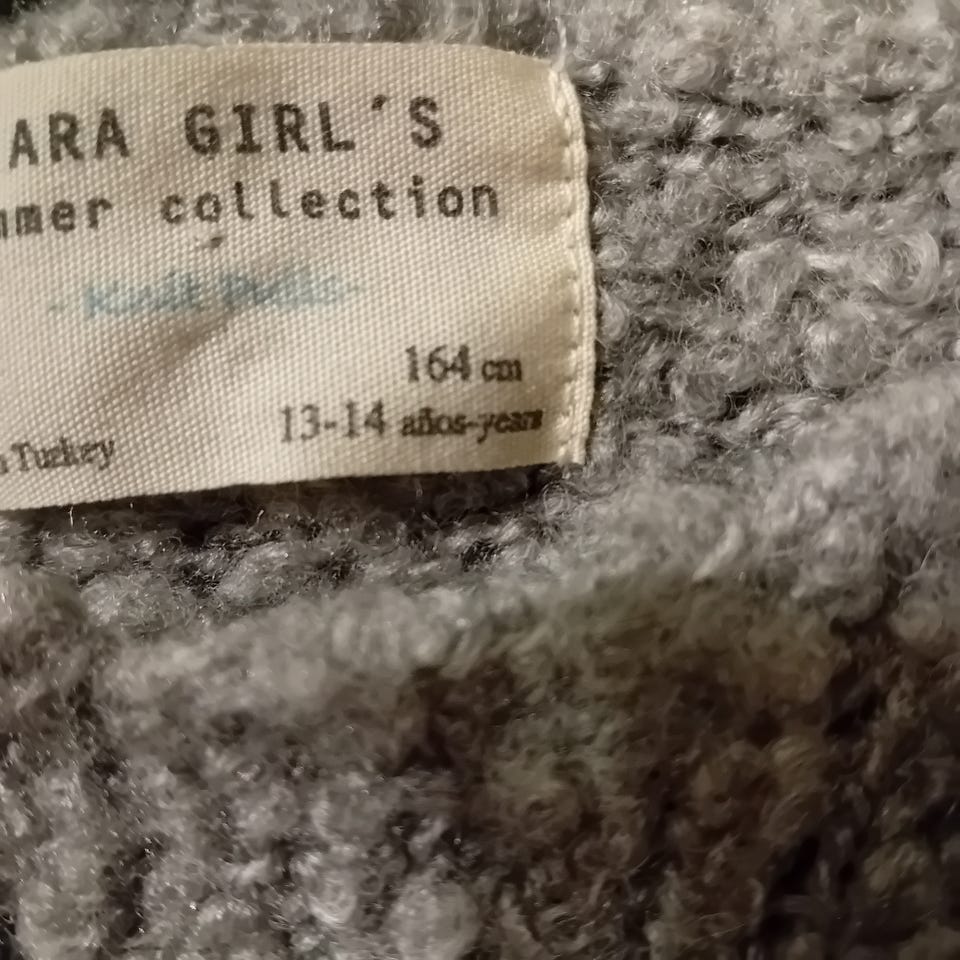 ARA GIRL'S
mmer collection
164 cm
13-14 años-years
Turkey